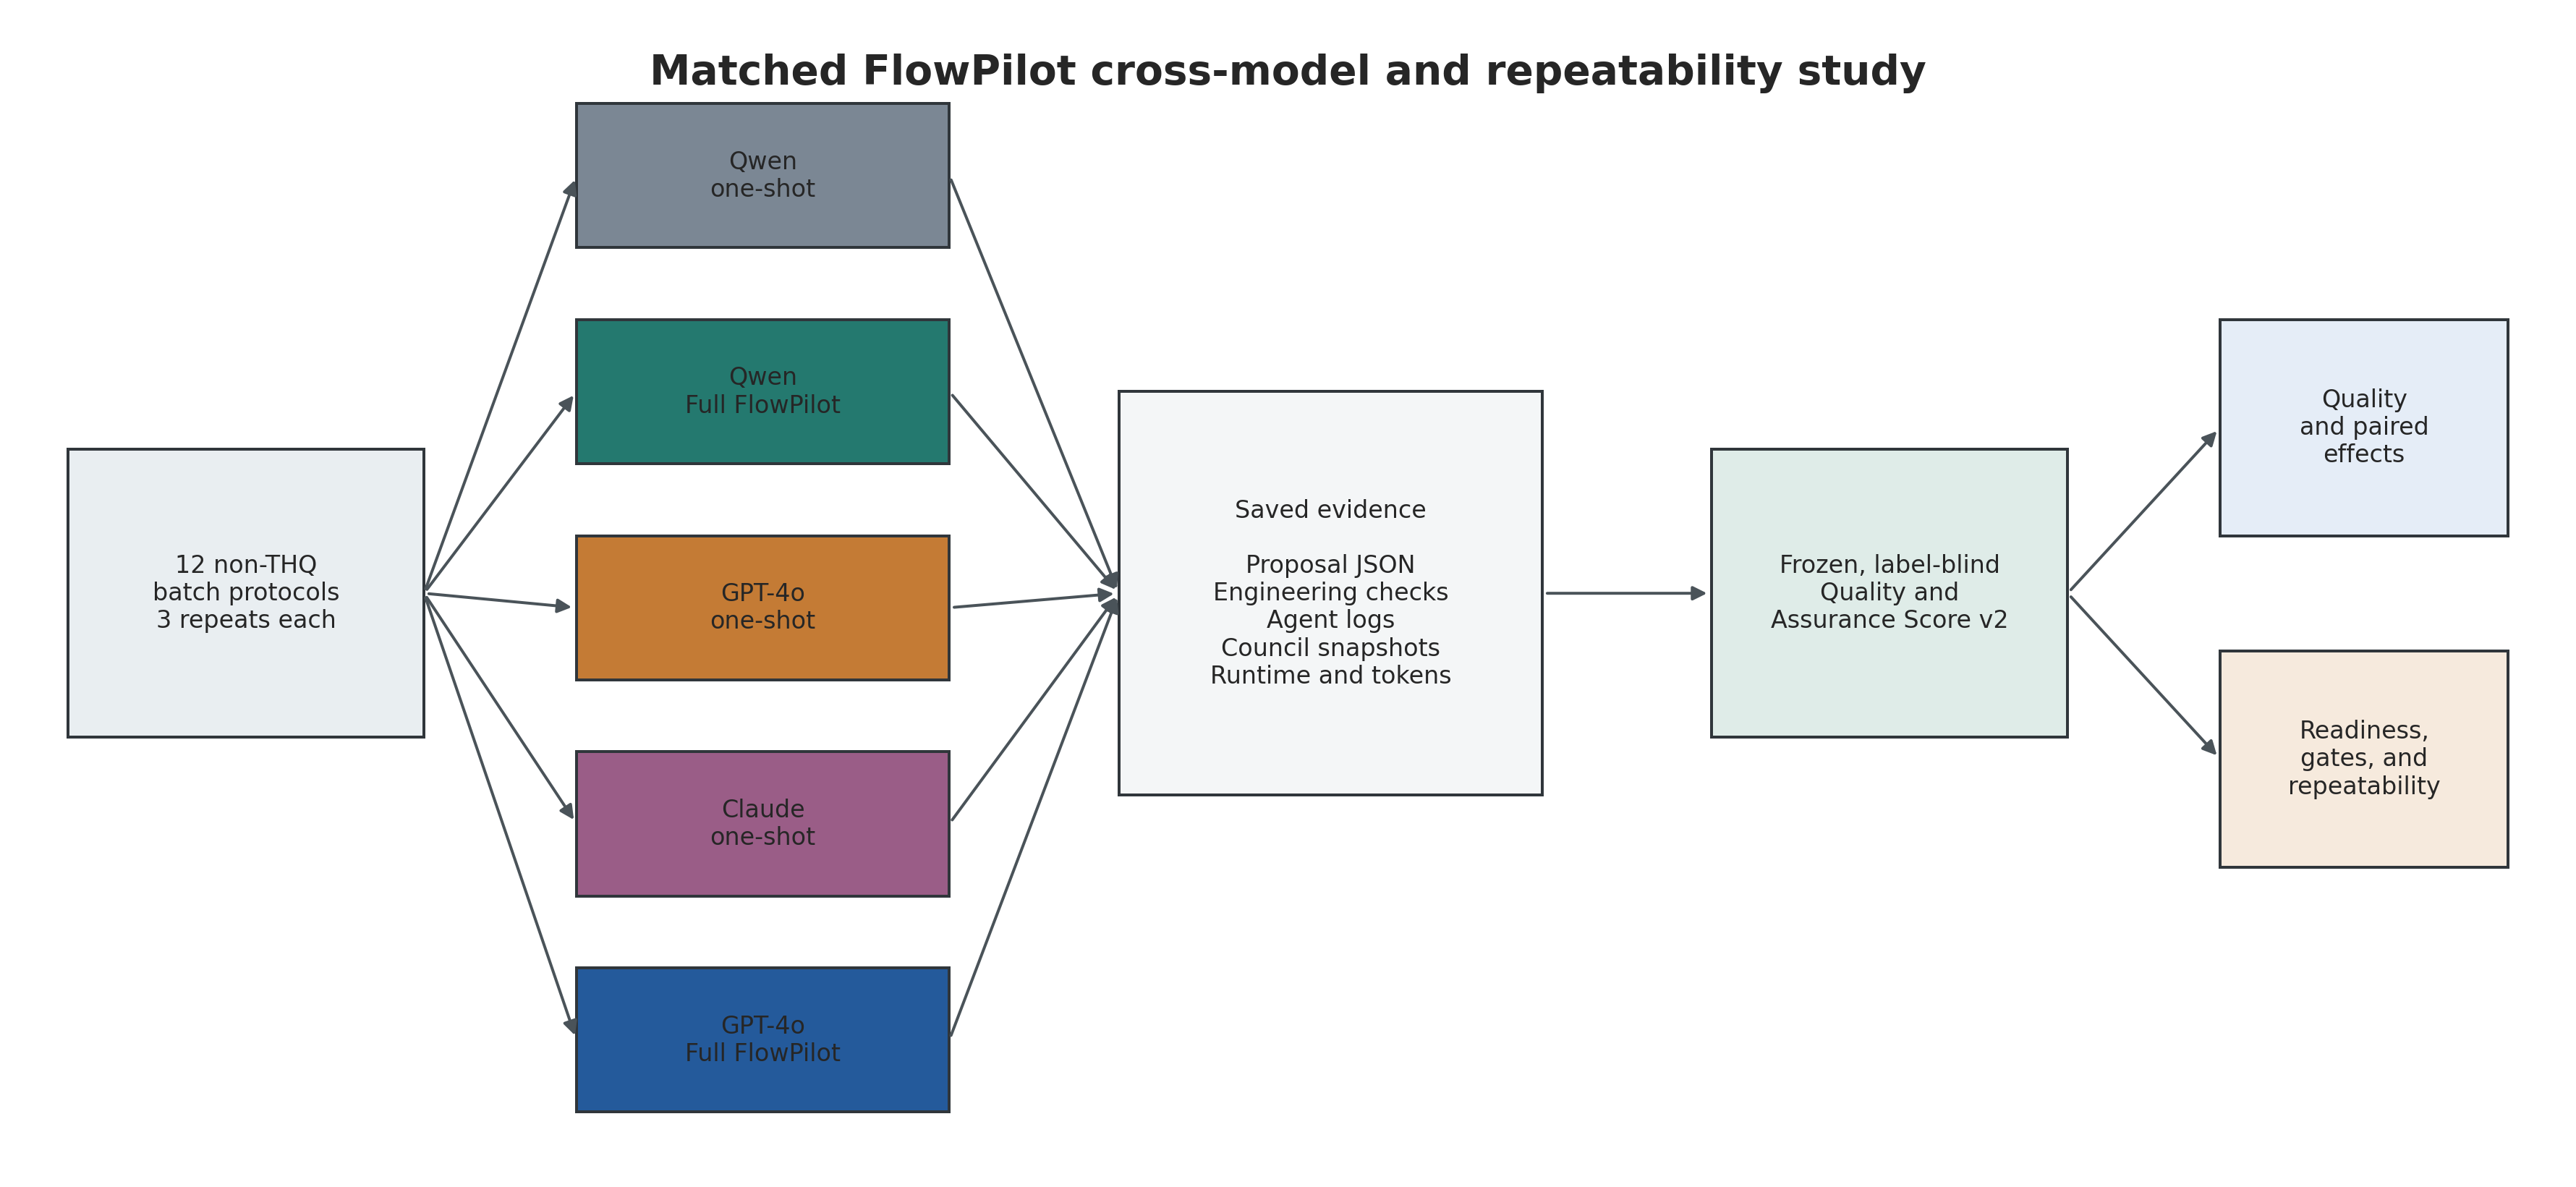 Matched FlowPilot cross-model and repeatability study
12 non-THQ
batch protocols
3 repeats each
Qwen
one-shot
Qwen
Full FlowPilot
GPT-4o
one-shot
Claude
one-shot
GPT-4o
Full FlowPilot
Saved evidence
Proposal JSON
Engineering checks
Agent logs
Council snapshots
Runtime and tokens
Frozen, label-blind
Quality and
Assurance Score v2
Quality
and paired
effects
Readiness,
gates, and
repeatability